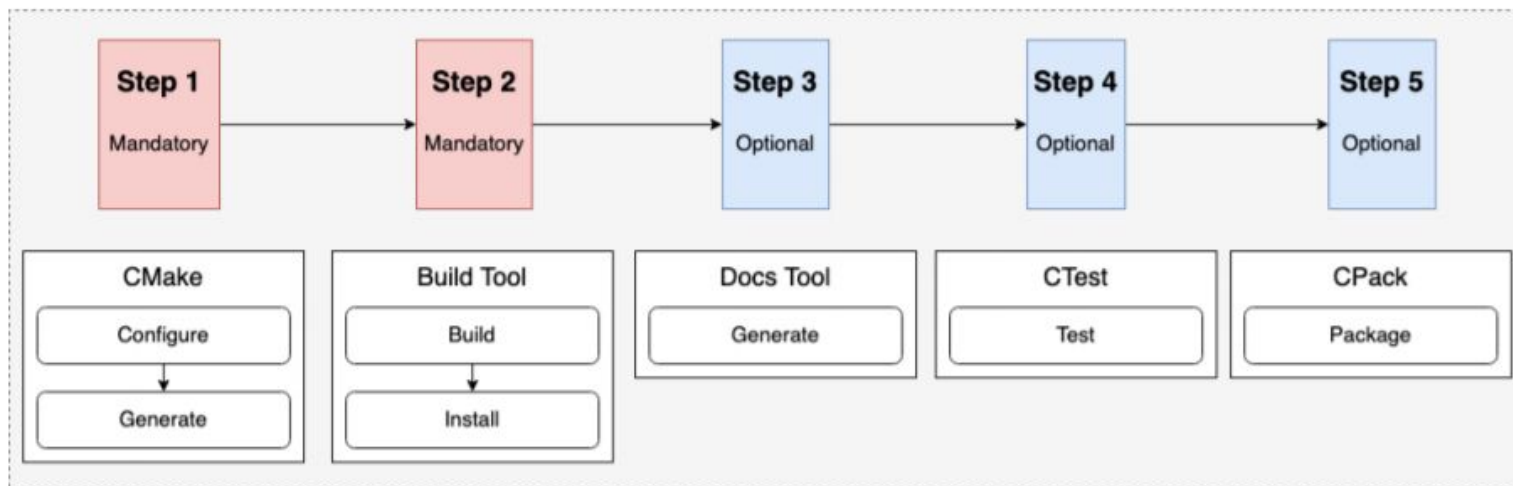 Step 1
Mandatory
Step 2
Mandatory
Step 3
Optional
Step 4
Optional
Step 5
Optional
CMake
Configure
Generate
Build Tool
Build
Install
Docs Tool
Generate
CTest
Test
CPack
Package